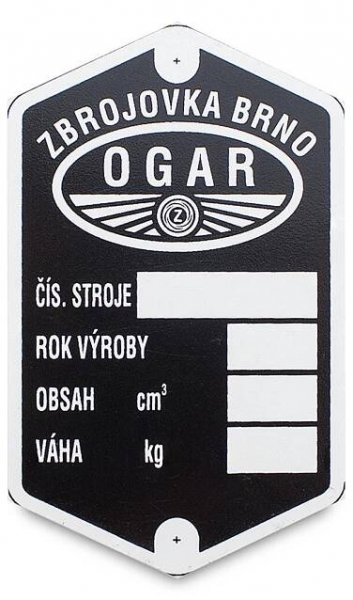 ZBROJOVKA BRNO
OGAR
Z
ČÍS. STROJE
ROK VÝROBY
OBSAH cm³
VÁHA kg